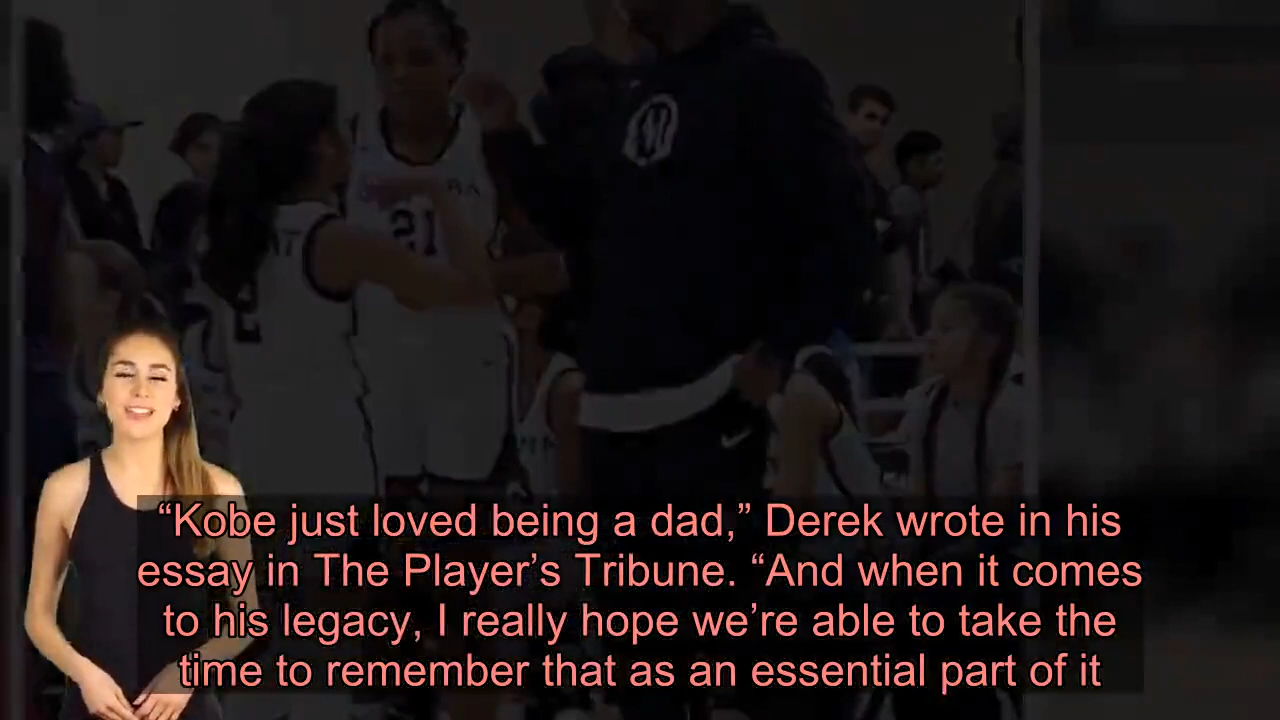 21
“Kobe just loved being a dad,” Derek wrote in his
essay in The Player’s Tribune. “And when it comes
to his legacy, I really hope we’re able to take the
time to remember that as an essential part of it